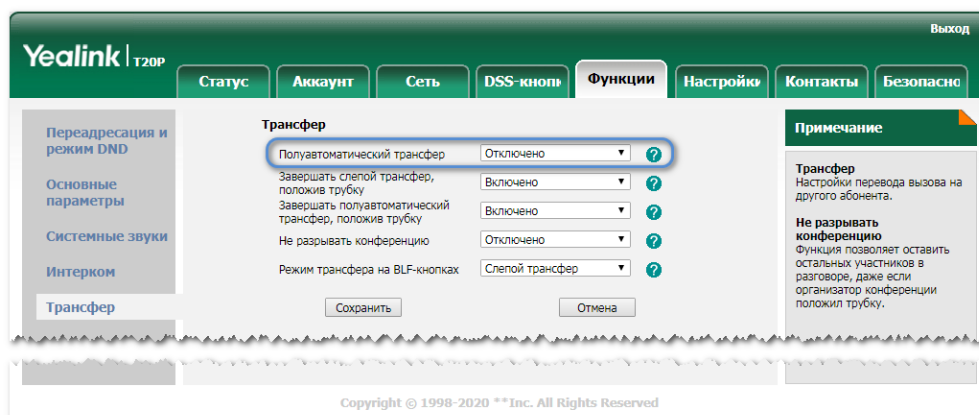 Выход
Yealink | T20P
Статус
Аккаунт
Сеть
DSS-кнопк
Функции
Настройки
Контакты
Безопасно
Переадресация и
режим DND
Основные
параметры
Системные звуки
Интерком
Трансфер
Трансфер
Полуавтоматический трансфер
Отключено
?
Завершать слепой трансфер,
положив трубку
Включено
?
Завершать полуавтоматический
трансфер, положив трубку
Включено
?
Не разрывать конференцию
Отключено
?
Режим трансфера на BLF-кнопках
Слепой трансфер
?
Сохранить
Отмена
Примечание
Трансфер
Настройки перевода вызова на
другого абонента.
Не разрывать
конференцию
Функция позволяет оставить
остальных участников в
разговоре, даже если
организатор конференции
положил трубку.
Copyright © 1998-2020 **Inc. All Rights Reserved